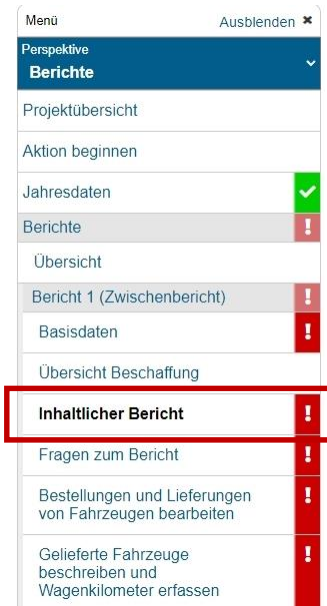 Menü Ausblenden ✖
Perspektive
Berichte
Projektübersicht
Aktion beginnen
Jahresdaten
Berichte
Übersicht
Bericht 1 (Zwischenbericht)
Basisdaten
Übersicht Beschaffung
Inhaltlicher Bericht
Fragen zum Bericht
Bestellungen und Lieferungen
von Fahrzeugen bearbeiten
Gelieferte Fahrzeuge
beschreiben und
Wagenkilometer erfassen